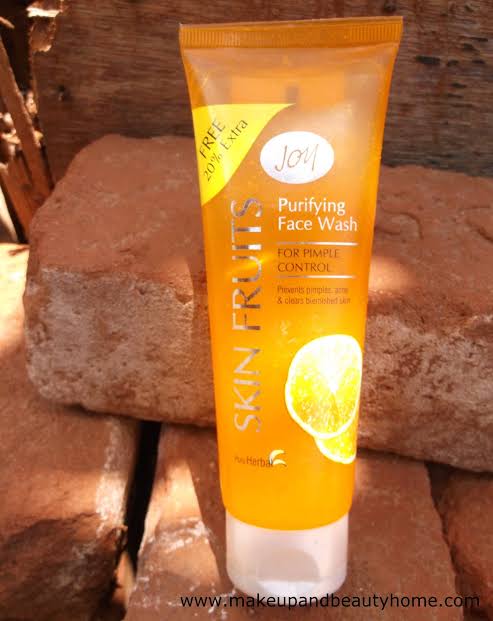 FREE
20% Extra
Joy
SKIN FRUITS
Purifying
Face Wash
FOR PIMPLE
CONTROL
Prevents pimples, acne
& clears blemished skin
Herbal
www.makeupandbeautyhome.com